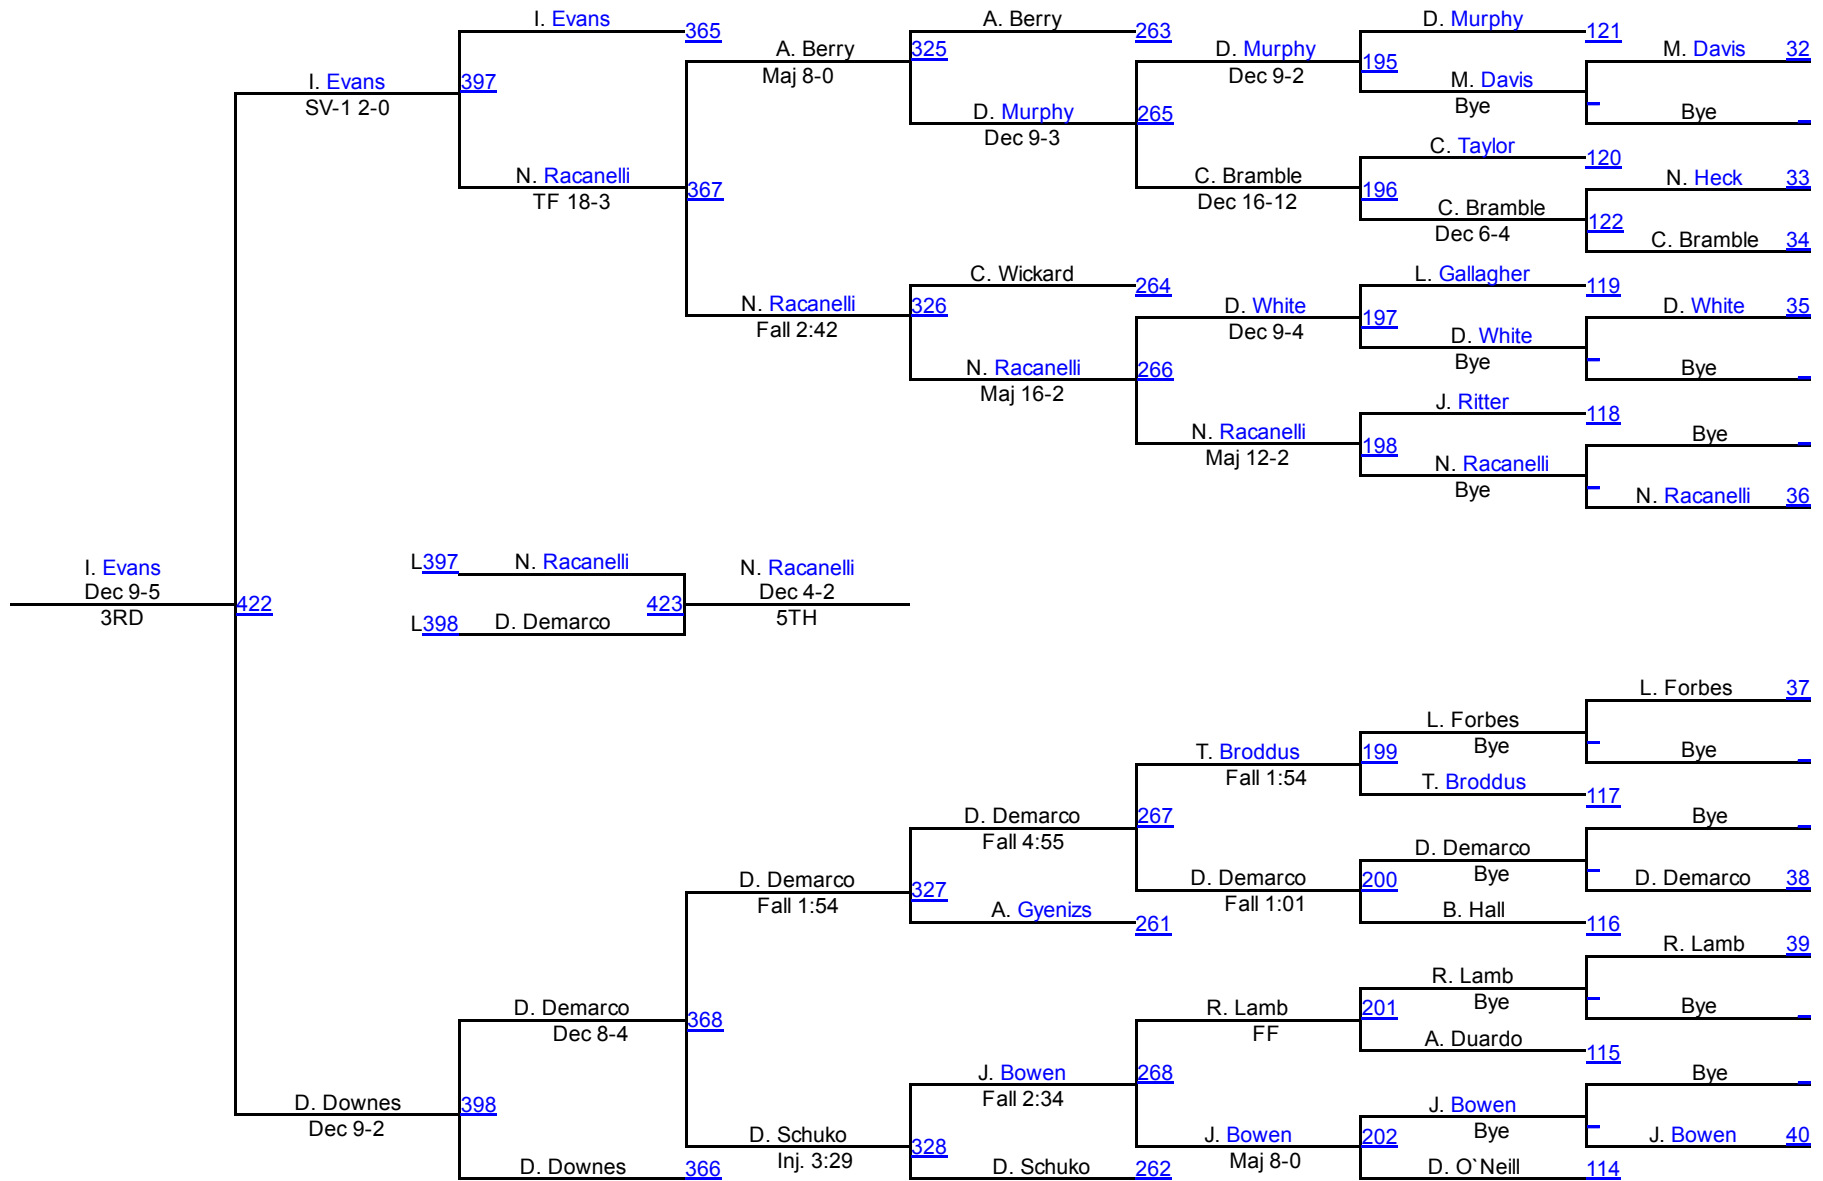 I. Evans
365
A. Berry
263
D. Murphy
121
A. Berry
Maj 8-0
325
D. Murphy
Dec 9-2
195
M. Davis 32
I. Evans
SV-1 2-0
397
M. Davis
Bye
Bye
D. Murphy
Dec 9-3
265
C. Taylor
120
N. Racanelli
TF 18-3
367
C. Bramble
Dec 16-12
196
N. Heck 33
C. Bramble
Dec 6-4
122
C. Bramble 34
C. Wickard
264
L. Gallagher
119
N. Racanelli
Fall 2:42
326
D. White
Dec 9-4
197
D. White 35
D. White
Bye
Bye
N. Racanelli
Maj 16-2
266
J. Ritter
118
N. Racanelli
Maj 12-2
198
Bye
N. Racanelli
Bye
N. Racanelli 36
I. Evans
Dec 9-5
3RD
422
L397 N. Racanelli
L398 D. Demarco
423
N. Racanelli
Dec 4-2
5TH
L. Forbes 37
L. Forbes
Bye
Bye
T. Broddus
Fall 1:54
199
T. Broddus
117
D. Demarco
Fall 4:55
267
Bye
D. Demarco
Bye
D. Demarco 38
D. Demarco
Fall 1:54
327
D. Demarco
Fall 1:01
200
A. Gyenizs
261
B. Hall
116
R. Lamb 39
R. Lamb
Bye
Bye
D. Demarco
Dec 8-4
368
R. Lamb
FF
201
A. Duardo
115
J. Bowen
Fall 2:34
268
Bye
D. Downes
Dec 9-2
398
J. Bowen
Bye
J. Bowen 40
D. Schuko
Inj. 3:29
328
J. Bowen
Maj 8-0
202
D. Downes
366
D. Schuko
262
D. O`Neill
114